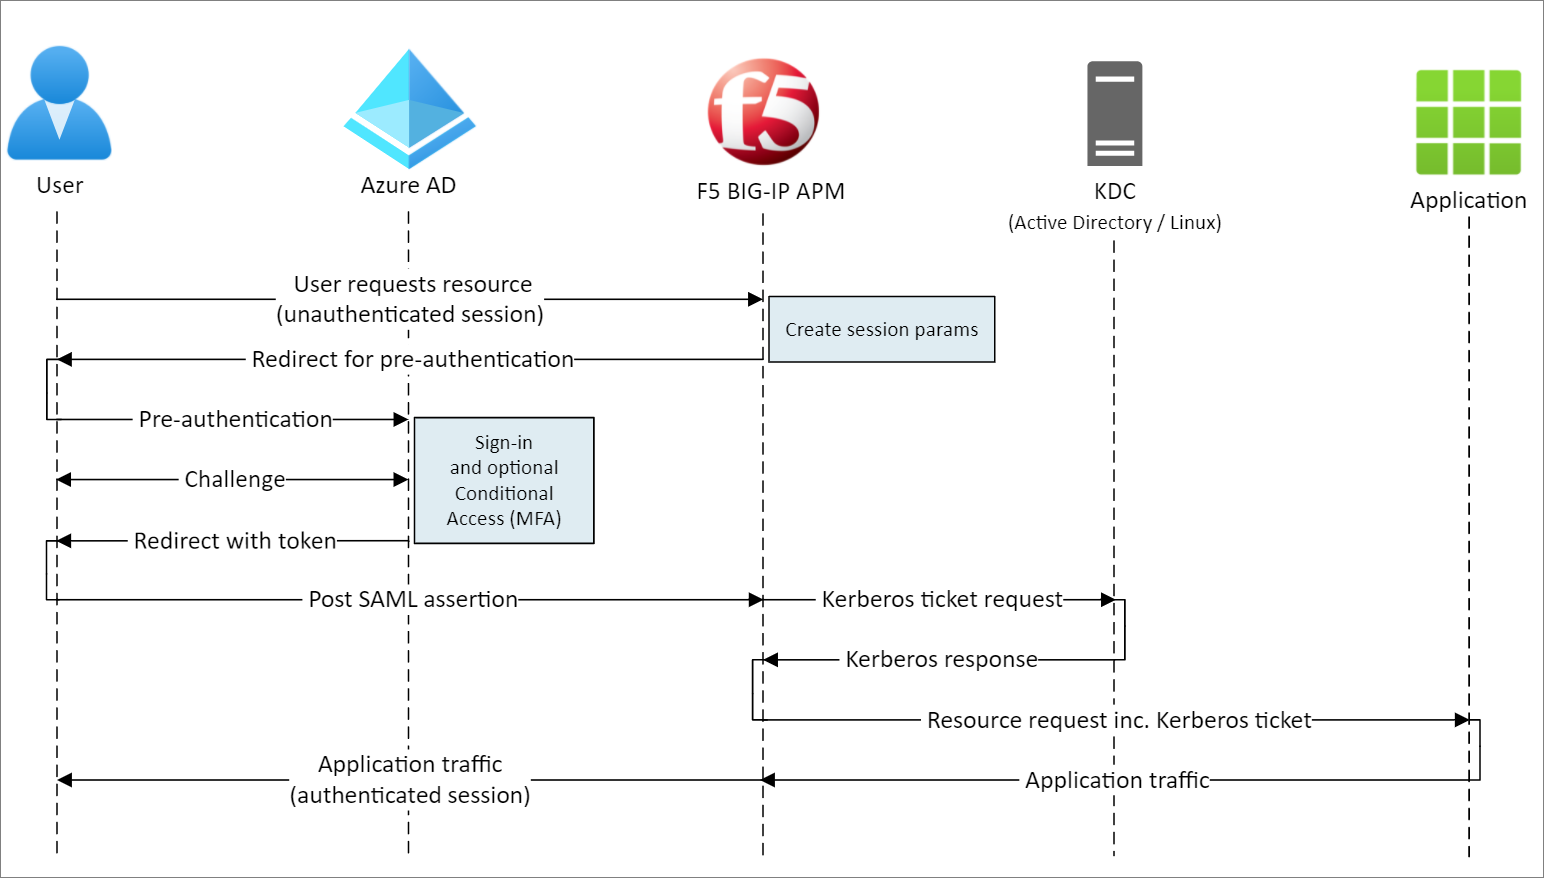 f5
User
Azure AD
F5 BIG-IP APM
KDC
(Active Directory / Linux)
Application
User requests resource
(unauthenticated session)
Create session params
Redirect for pre-authentication
Pre-authentication
Sign-in
and optional
Conditional
Access (MFA)
Challenge
Redirect with token
Post SAML assertion
Kerberos ticket request
Kerberos response
Resource request inc. Kerberos ticket
Application traffic
(authenticated session)
Application traffic